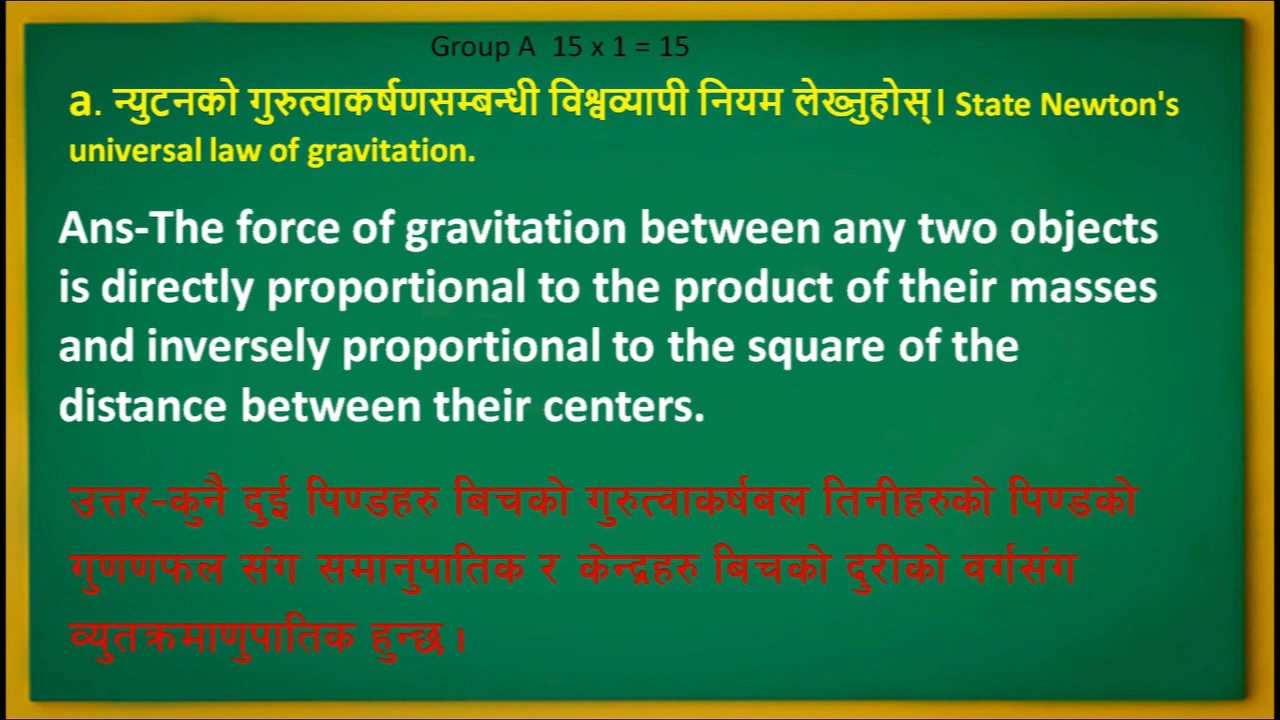 Group A 15 x 1 = 15
a. न्युटनको गुरुत्वाकर्षणसम्बन्धी विश्वव्यापी नियम लेख्नुहोस्। State Newton's
universal law of gravitation.
Ans-The force of gravitation between any two objects
is directly proportional to the product of their masses
and inversely proportional to the square of the
distance between their centers.
उत्तर-कुनै दुई पिण्डहरु बिचको गुरुत्वाकर्षबल तिनीहरुको पिण्डको
गुणणफल संग समानुपातिक र केन्द्रहरु बिचको दुरीको वर्गसंग
व्युतक्रमाणुपातिक हुन्छ।